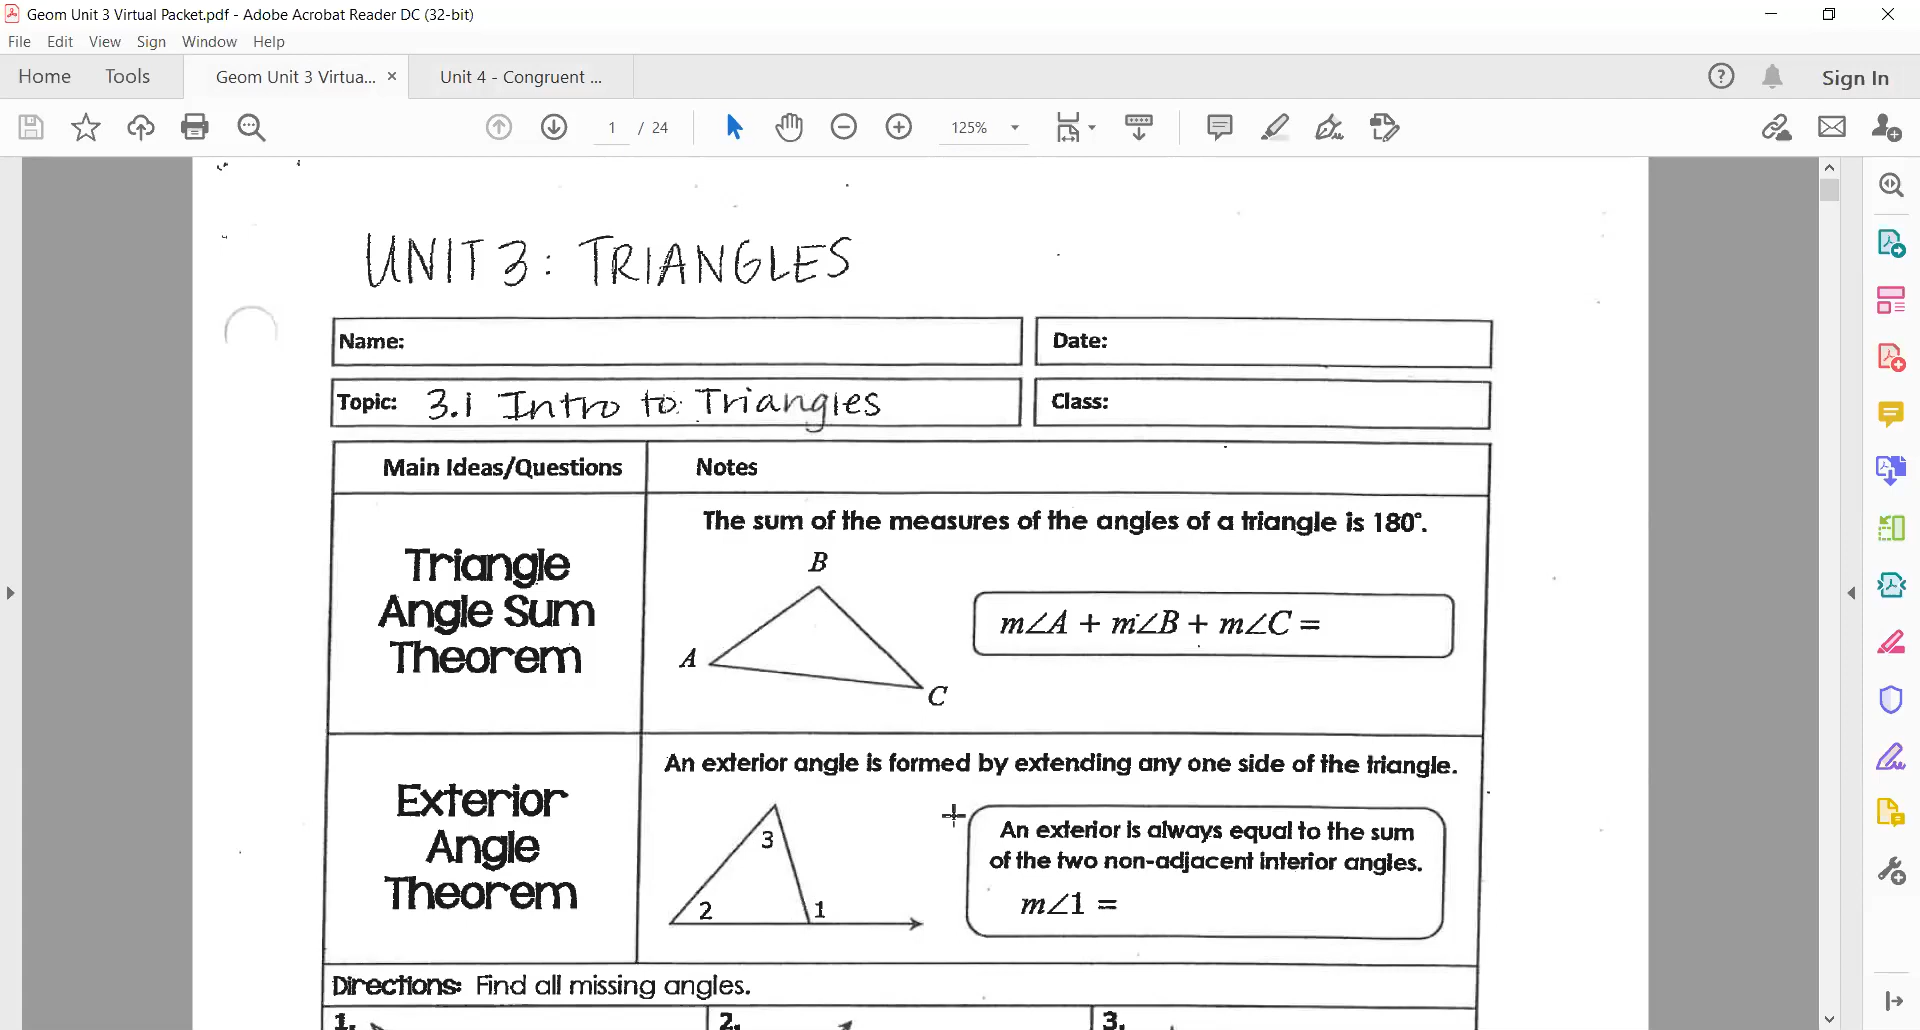 Geom Unit 3 Virtual Packet.pdf - Adobe Acrobat Reader DC (32-bit)
File Edit View Sign Window Help
Home Tools Geom Unit 3 Virtua... × Unit 4 - Congruent ... Sign In
1 / 24 125%
UNIT 3: TRIANGLES
Name: Date:
Topic: 3.1 Intro to Triangles Class:
Main Ideas/Questions Notes
Triangle
Angle Sum
Theorem
The sum of the measures of the angles of a triangle is 180°.
B
A
C
m∠A + m∠B + m∠C =
Exterior
Angle
Theorem
An exterior angle is formed by extending any one side of the triangle.
3
2 1
An exterior is always equal to the sum
of the two non-adjacent interior angles.
m∠1 =
Directions: Find all missing angles.
1. 2. 3.